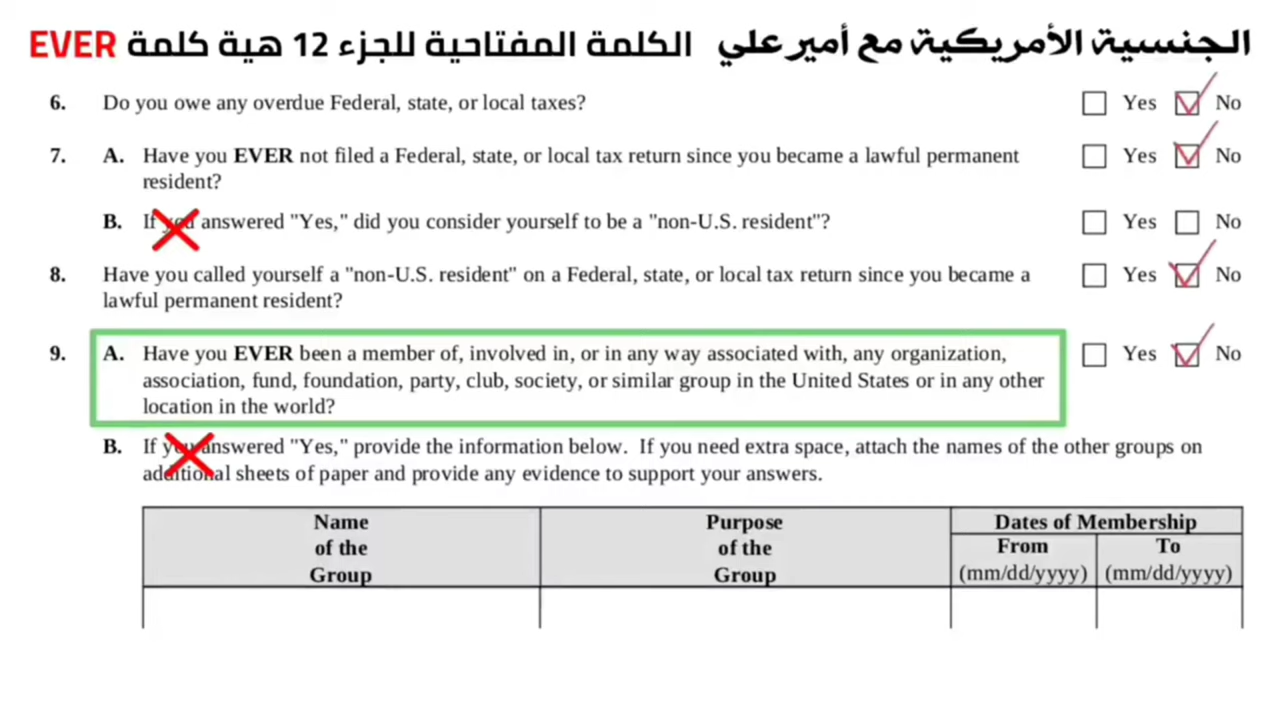 الجنسية الأمريكية مع أمير علي الكلمة المفتاحية للجزء 12 هية كلمة EVER
6. Do you owe any overdue Federal, state, or local taxes? Yes No
7. A. Have you EVER not filed a Federal, state, or local tax return since you became a lawful permanent Yes No
resident?
B. If you answered "Yes," did you consider yourself to be a "non-U.S. resident"? Yes No
8. Have you called yourself a "non-U.S. resident" on a Federal, state, or local tax return since you became a Yes No
lawful permanent resident?
9. A. Have you EVER been a member of, involved in, or in any way associated with, any organization, Yes No
association, fund, foundation, party, club, society, or similar group in the United States or in any other
location in the world?
B. If you answered "Yes," provide the information below. If you need extra space, attach the names of the other groups on
additional sheets of paper and provide any evidence to support your answers.
Name
of the
Group
Purpose
of the
Group
Dates of Membership
From To
(mm/dd/yyyy) (mm/dd/yyyy)